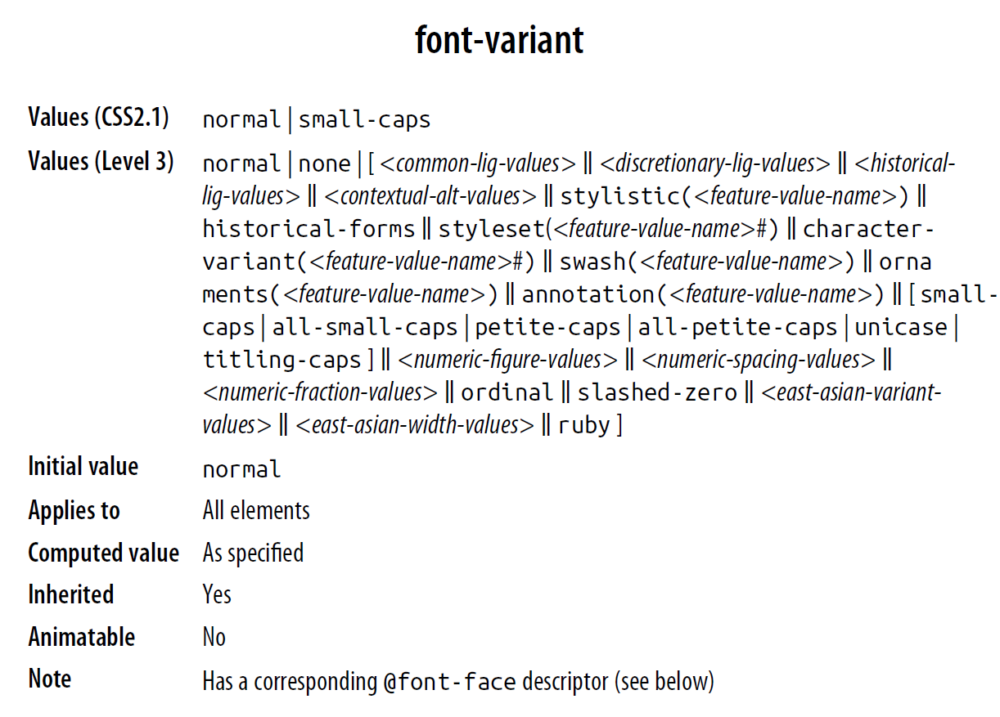 font-variant
Values (CSS2.1) normal | small-caps
Values (Level 3) normal | none | [ <common-lig-values> || <discretionary-lig-values> || <historical-
lig-values> || <contextual-alt-values> || stylistic(<feature-value-name>) ||
historical-forms || styleset(<feature-value-name>#) || character-
variant(<feature-value-name>#) || swash(<feature-value-name>) || orna
ments(<feature-value-name>) || annotation(<feature-value-name>) || [ small-
caps | all-small-caps | petite-caps | all-petite-caps | unicase |
titling-caps ] || <numeric-figure-values> || <numeric-spacing-values> ||
<numeric-fraction-values> || ordinal || slashed-zero || <east-asian-variant-
values> || <east-asian-width-values> || ruby ]
Initial value normal
Applies to All elements
Computed value As specified
Inherited Yes
Animatable No
Note Has a corresponding @font-face descriptor (see below)